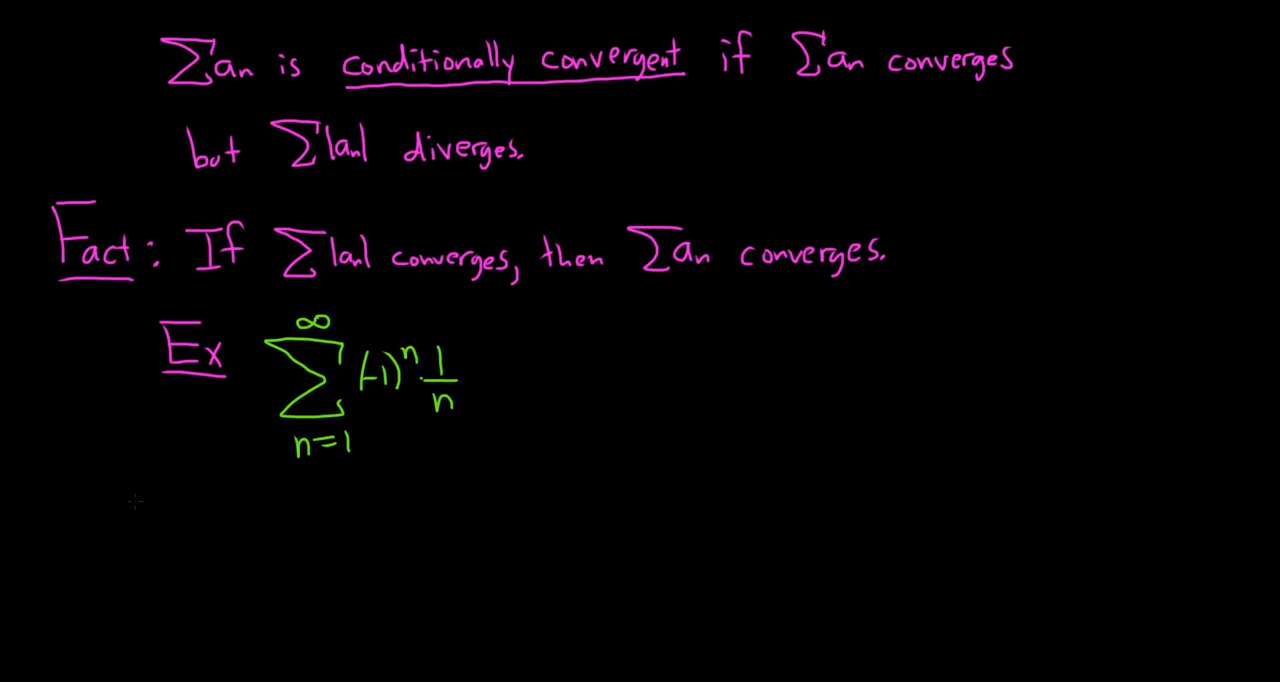 ∑an is conditionally convergent if ∑an converges
but ∑|an| diverges.
Fact: If ∑|an| converges, then ∑an converges.
Ex ∞ ∑ n=1 (-1)^n · 1/n